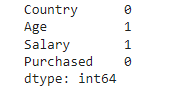 Country 0
Age 1
Salary 1
Purchased 0
dtype: int64